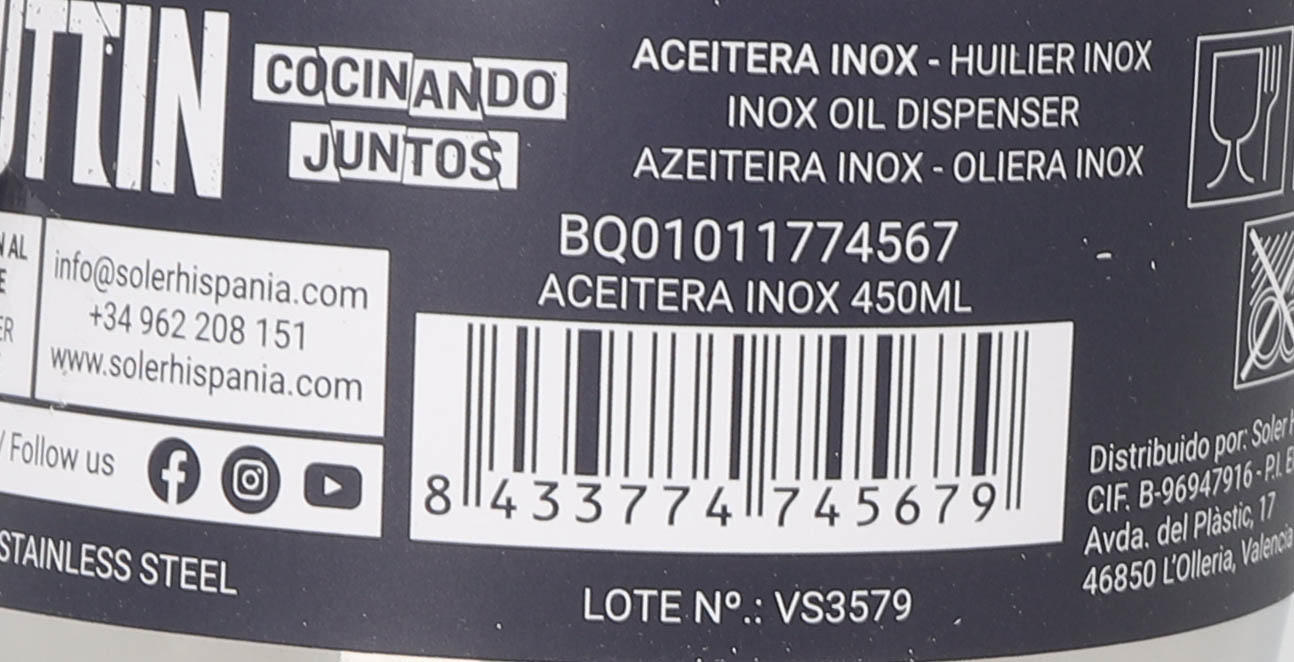 COCINANDO
JUNTOS
ACEITERA INOX - HUILIER INOX
INOX OIL DISPENSER
AZEITEIRA INOX - OLIERA INOX
BQ01011774567
ACEITERA INOX 450ML
info@solerhispania.com
+34 962 208 151
www.solerhispania.com
/ Follow us
8 433774 745679
STAINLESS STEEL
LOTE Nº.: VS3579
Distribuido por: Soler
CIF. B-96947916 - P.I.
Avda. del Plàstic, 17
46850 L'Olleria, Valencia